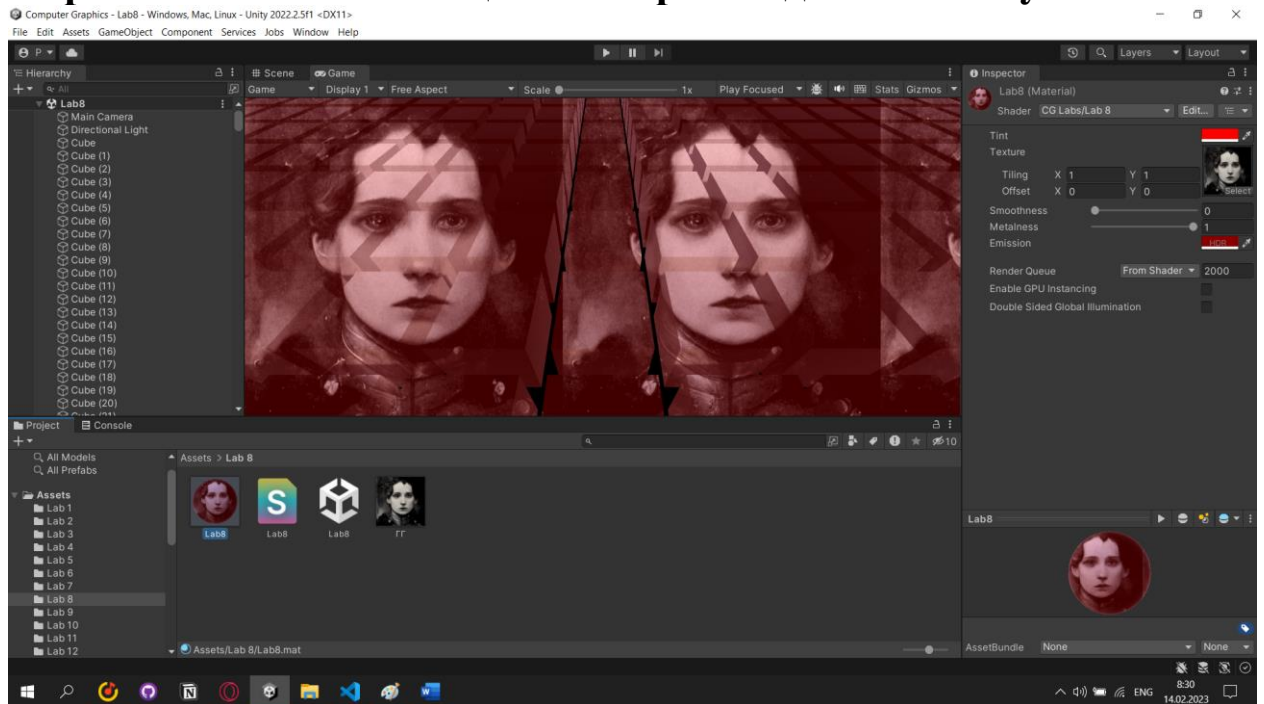 Computer Graphics - Lab8 - Windows, Mac, Linux - Unity 2022.2.5f1 <DX11>
File Edit Assets GameObject Component Services Jobs Window Help
P
Layers Layout
Hierarchy
All
Lab8
Main Camera
Directional Light
Cube
Cube (1)
Cube (2)
Cube (3)
Cube (4)
Cube (5)
Cube (6)
Cube (7)
Cube (8)
Cube (9)
Cube (10)
Cube (11)
Cube (12)
Cube (13)
Cube (14)
Cube (15)
Cube (16)
Cube (17)
Cube (18)
Cube (19)
Cube (20)
Cube (21)
Scene Game
Game Display 1 Free Aspect Scale 1x Play Focused Stats Gizmos
Inspector
Lab8 (Material)
Shader CG Labs/Lab 8 Edit...
Tint
Texture
Tiling X 1 Y 1
Offset X 0 Y 0
Select
Smoothness 0
Metalness 1
Emission HDR
Render Queue From Shader 2000
Enable GPU Instancing
Double Sided Global Illumination
Project Console
10
All Models
All Prefabs
Assets
Lab 1
Lab 2
Lab 3
Lab 4
Lab 5
Lab 6
Lab 7
Lab 8
Lab 9
Lab 10
Lab 11
Lab 12
Assets > Lab 8
Lab8 Lab8 Lab8 ГГ
Assets/Lab 8/Lab8.mat
Lab8
AssetBundle None None
ENG
8:30
14.02.2023